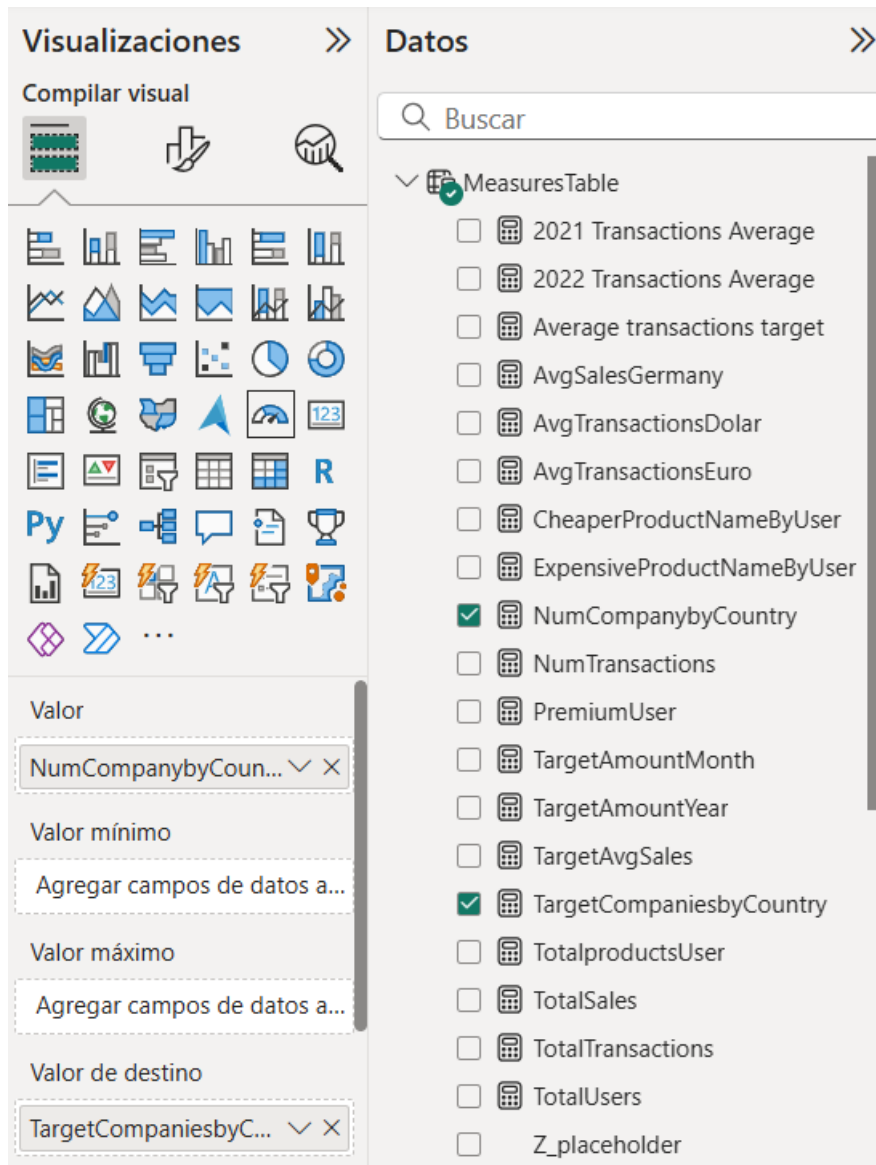 Visualizaciones
Compilar visual
123
R
Py
123
A
Valor
NumCompanybyCoun...
Valor mínimo
Agregar campos de datos a...
Valor máximo
Agregar campos de datos a...
Valor de destino
TargetCompaniesbyC...
Datos
Buscar
MeasuresTable
2021 Transactions Average
2022 Transactions Average
Average transactions target
AvgSalesGermany
AvgTransactionsDolar
AvgTransactionsEuro
CheaperProductNameByUser
ExpensiveProductNameByUser
NumCompanybyCountry
NumTransactions
PremiumUser
TargetAmountMonth
TargetAmountYear
TargetAvgSales
TargetCompaniesbyCountry
TotalproductsUser
TotalSales
TotalTransactions
TotalUsers
Z_placeholder